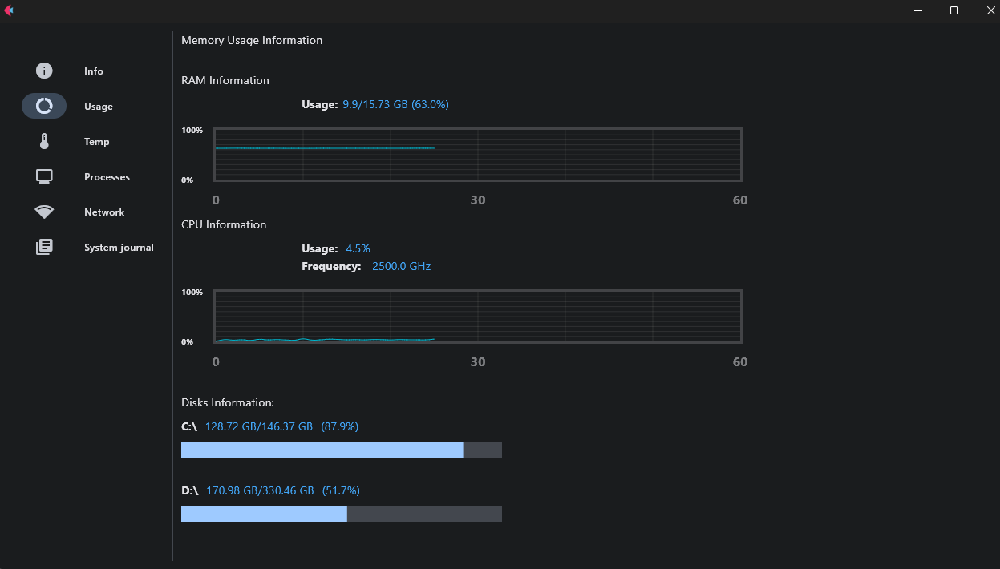 Info
Usage
Temp
Processes
Network
System journal
Memory Usage Information
RAM Information
Usage: 9.9/15.73 GB (63.0%)
100%
0%
0 30 60
CPU Information
Usage: 4.5%
Frequency: 2500.0 GHz
100%
0%
0 30 60
Disks Information:
C:\ 128.72 GB/146.37 GB (87.9%)
D:\ 170.98 GB/330.46 GB (51.7%)